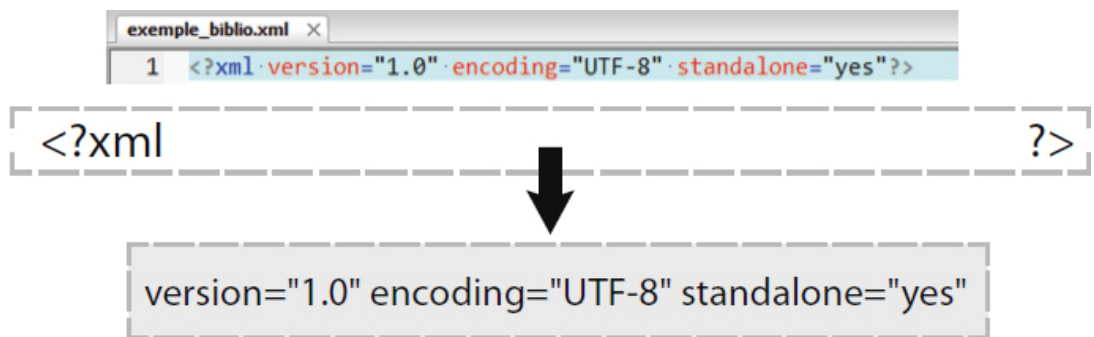 exemple_biblio.xml
1 <?xml version="1.0" encoding="UTF-8" standalone="yes"?>
<?xml ?>
version="1.0" encoding="UTF-8" standalone="yes"